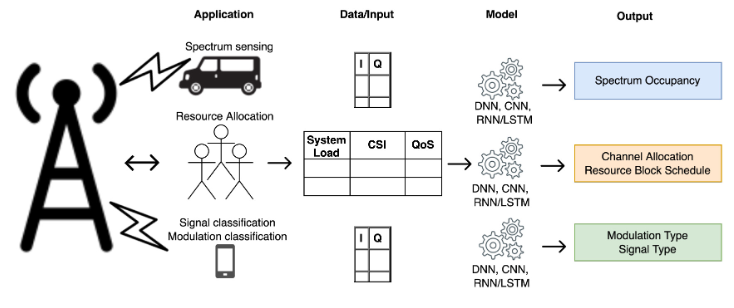 Application Data/Input Model Output
Spectrum sensing
I Q
DNN, CNN,
RNN/LSTM
Spectrum Occupancy
Resource Allocation
System
Load
CSI
QoS
DNN, CNN,
RNN/LSTM
Channel Allocation
Resource Block Schedule
Signal classification
Modulation classification
I Q
DNN, CNN,
RNN/LSTM
Modulation Type
Signal Type